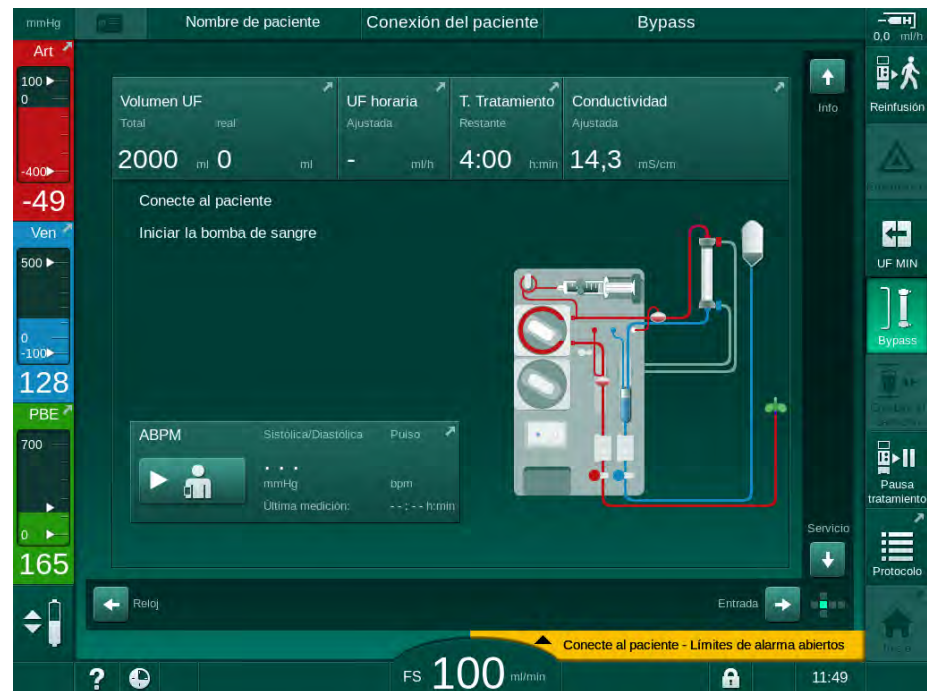 mmHg
Nombre de paciente
Conexión del paciente
Bypass
0,0 ml/h
Art
100
0
-400
-49
Ven
500
0
-100
128
PBE
700
0
165
Volumen UF
Total real
2000 ml 0 ml
UF horaria
Ajustada
- ml/h
T. Tratamiento
Restante
4:00 h:min
Conductividad
Ajustada
14,3 mS/cm
Conecte al paciente
Iniciar la bomba de sangre
ABPM Sistólica/Diastólica Pulso
. . .
mmHg bpm
Última medición: --:-- h:min
Info
Servicio
Reloj
Entrada
Conecte al paciente - Límites de alarma abiertos
Reinfusión
UF MIN
Bypass
Pausa
tratamiento
Protocolo
? FS 100 ml/min 11:49